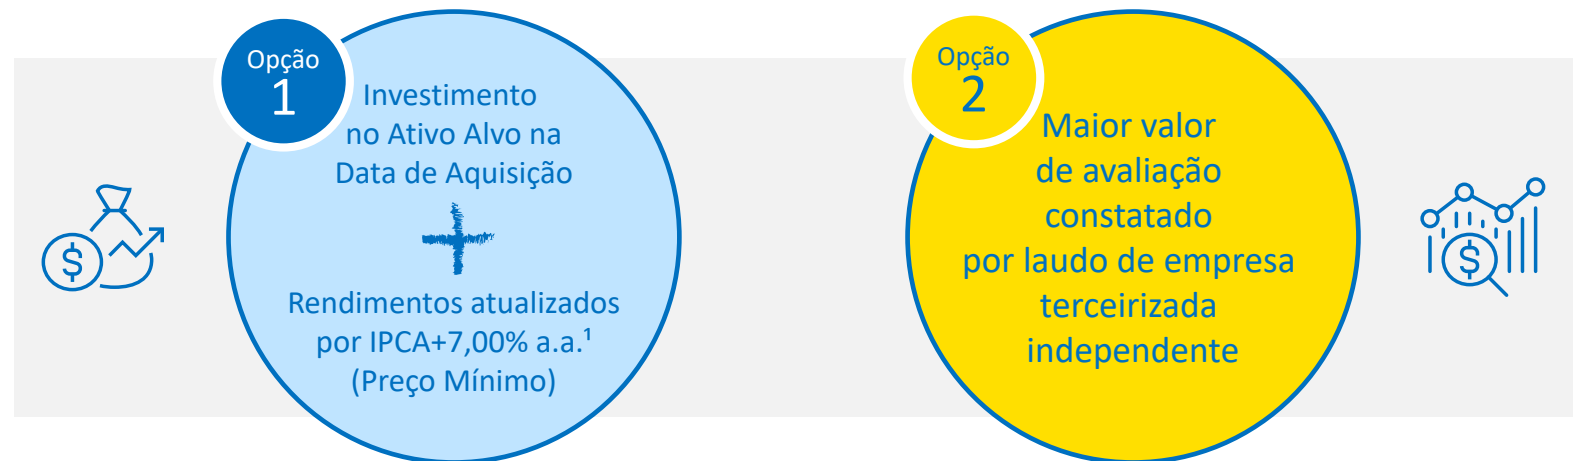 Opção
1
Investimento
no Ativo Alvo na
Data de Aquisição
Rendimentos atualizados
por IPCA+7,00% a.a.¹
(Preço Mínimo)
Opção
2
Maior valor
de avaliação
constatado
por laudo de empresa
terceirizada
independente
$
$